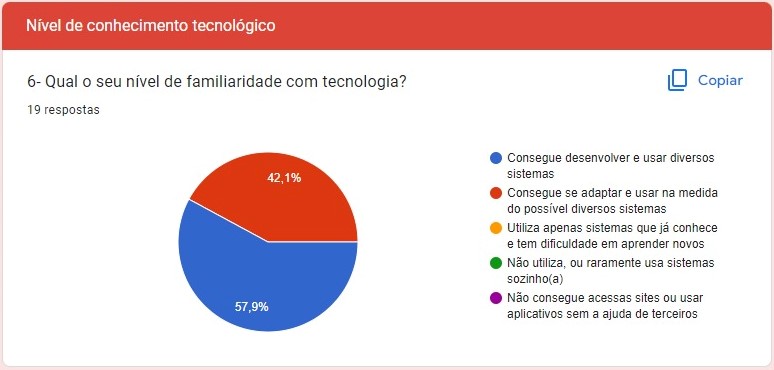 Nível de conhecimento tecnológico
6- Qual o seu nível de familiaridade com tecnologia?
Copiar
19 respostas
42,1%
57,9%
Consegue desenvolver e usar diversos
sistemas
Consegue se adaptar e usar na medida
do possível diversos sistemas
Utiliza apenas sistemas que já conhece
e tem dificuldade em aprender novos
Não utiliza, ou raramente usa sistemas
sozinho(a)
Não consegue acessas sites ou usar
aplicativos sem a ajuda de terceiros